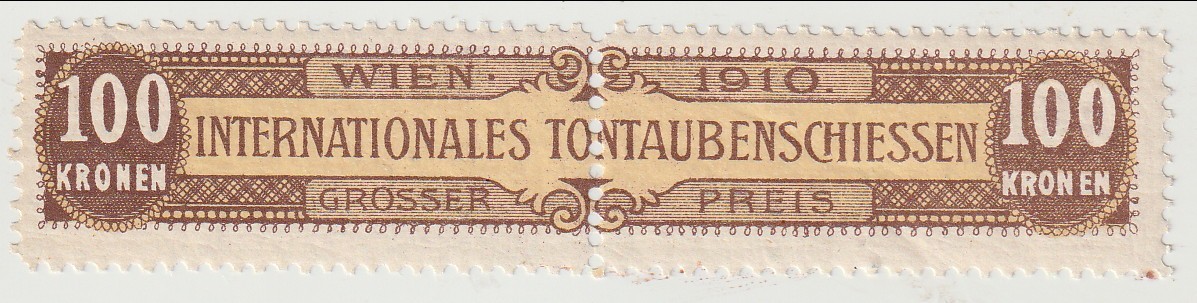 WIEN· 1910.
100 KRONEN
INTERNATIONALES TONTAUBENSCHIESSEN
100 KRONEN
GROSSER PREIS